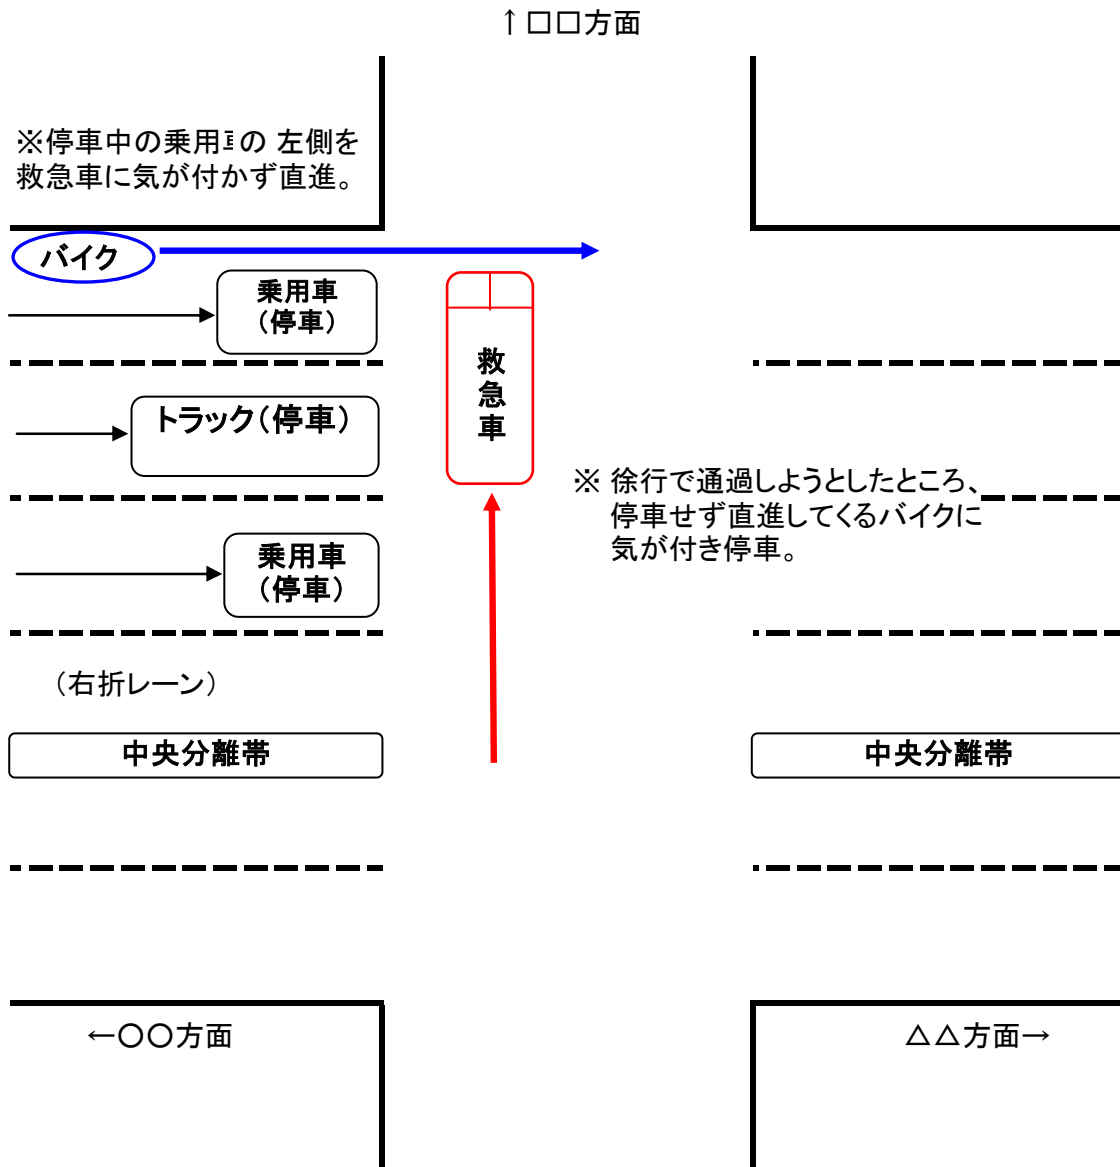 ↑□□方面
※停車中の乗用車の 左側を
救急車に気が付かず直進。
バイク
乗用車
(停車)
救急車
トラック(停車)
※ 徐行で通過しようとしたところ、
停車せず直進してくるバイクに
気が付き停車。
乗用車
(停車)
(右折レーン)
中央分離帯
中央分離帯
←○○方面
△△方面→